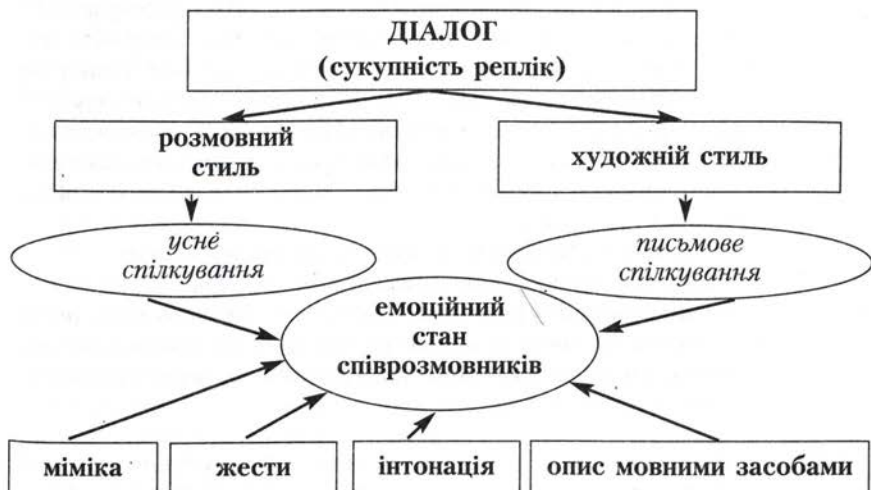 ДІАЛОГ
(сукупність реплік)
розмовний
стиль
художній стиль
усне
спілкування
письмове
спілкування
емоційний
стан
співрозмовників
міміка
жести
інтонація
опис мовними засобами